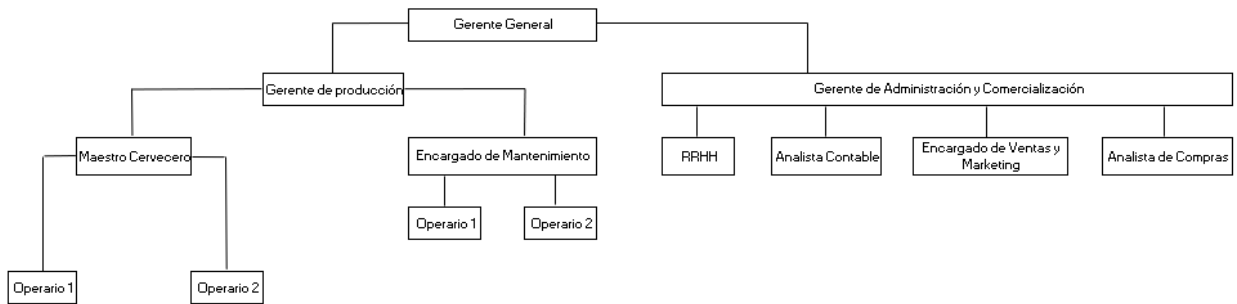 Gerente General
Gerente de producción
Gerente de Administración y Comercialización
Maestro Cervecero
Encargado de Mantenimiento
RRHH
Analista Contable
Encargado de Ventas y
Marketing
Analista de Compras
Operario 1
Operario 2
Operario 1
Operario 2